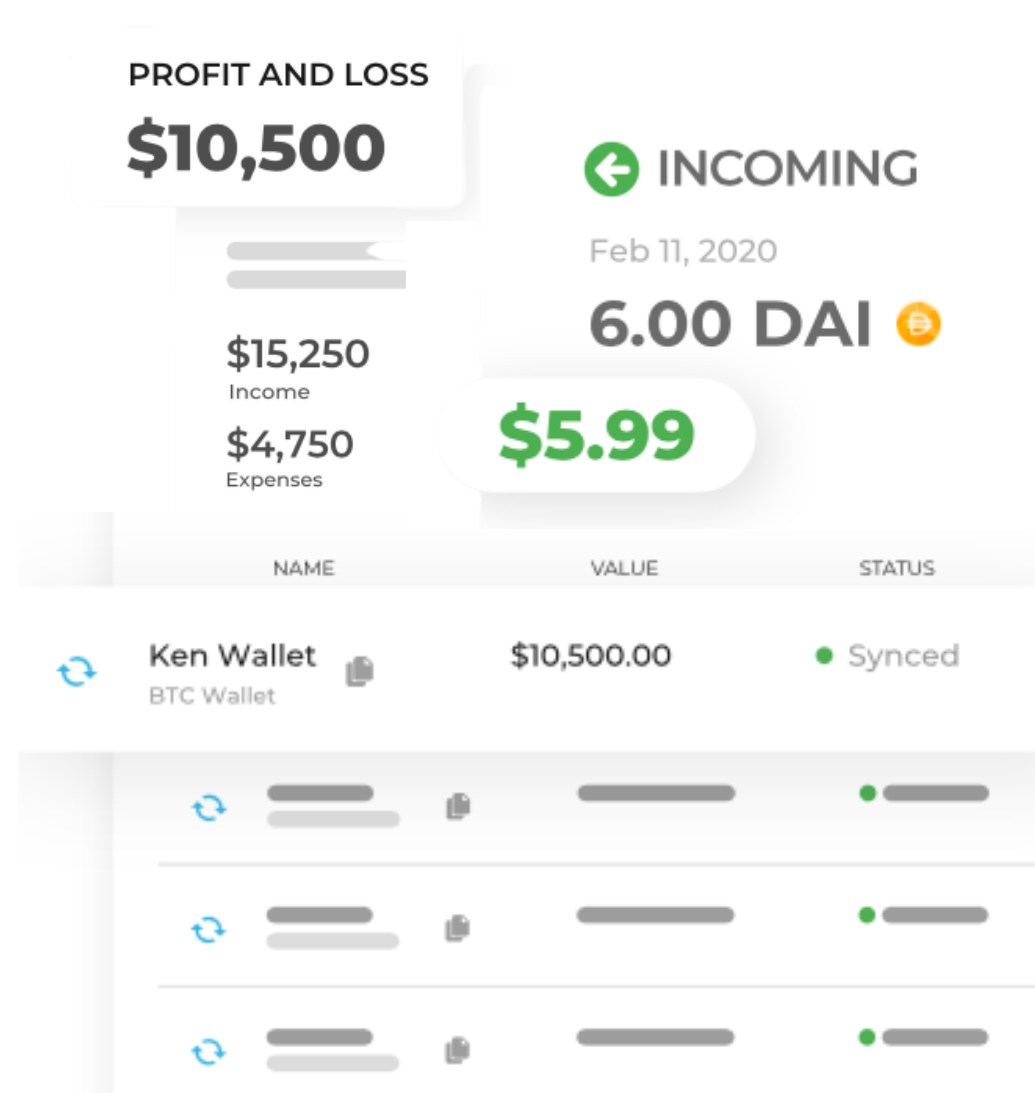 PROFIT AND LOSS
$10,500
$15,250
Income
$4,750
Expenses
INCOMING
Feb 11, 2020
6.00 DAI
$5.99
NAME VALUE STATUS
Ken Wallet $10,500.00 Synced
BTC Wallet